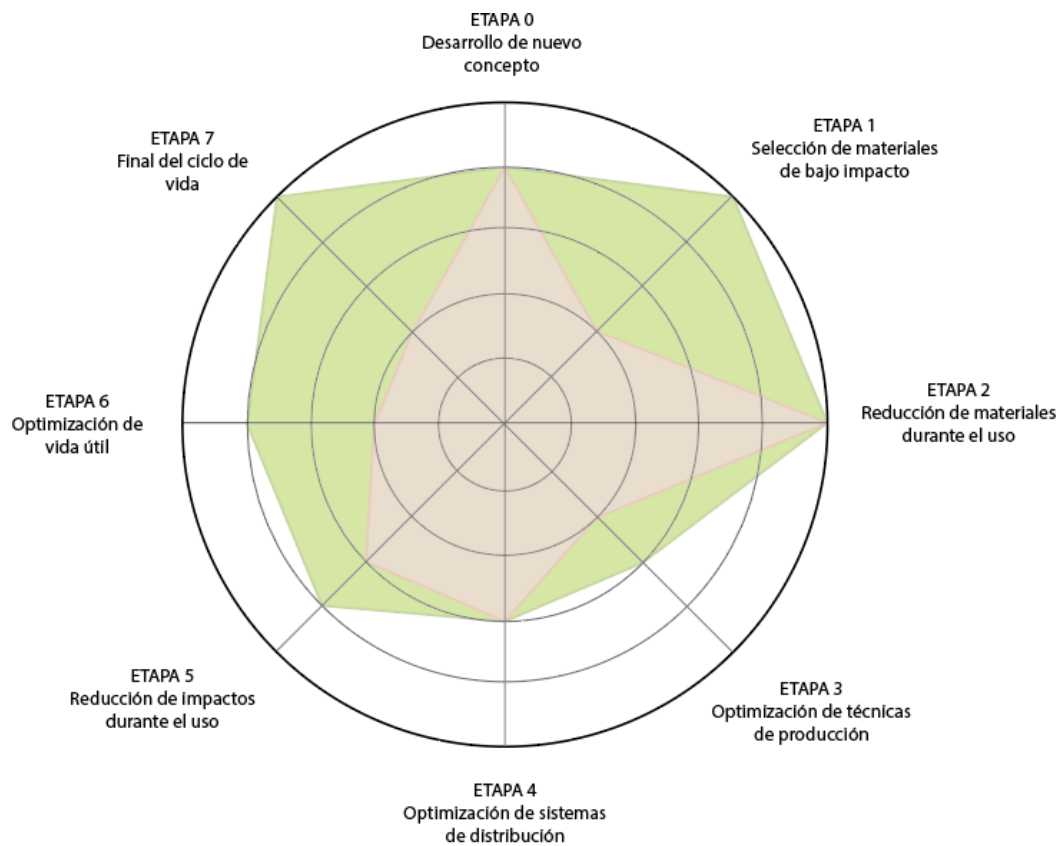 ETAPA 0
Desarrollo de nuevo
concepto
ETAPA 1
Selección de materiales
de bajo impacto
ETAPA 2
Reducción de materiales
durante el uso
ETAPA 3
Optimización de técnicas
de producción
ETAPA 4
Optimización de sistemas
de distribución
ETAPA 5
Reducción de impactos
durante el uso
ETAPA 6
Optimización de
vida útil
ETAPA 7
Final del ciclo de
vida